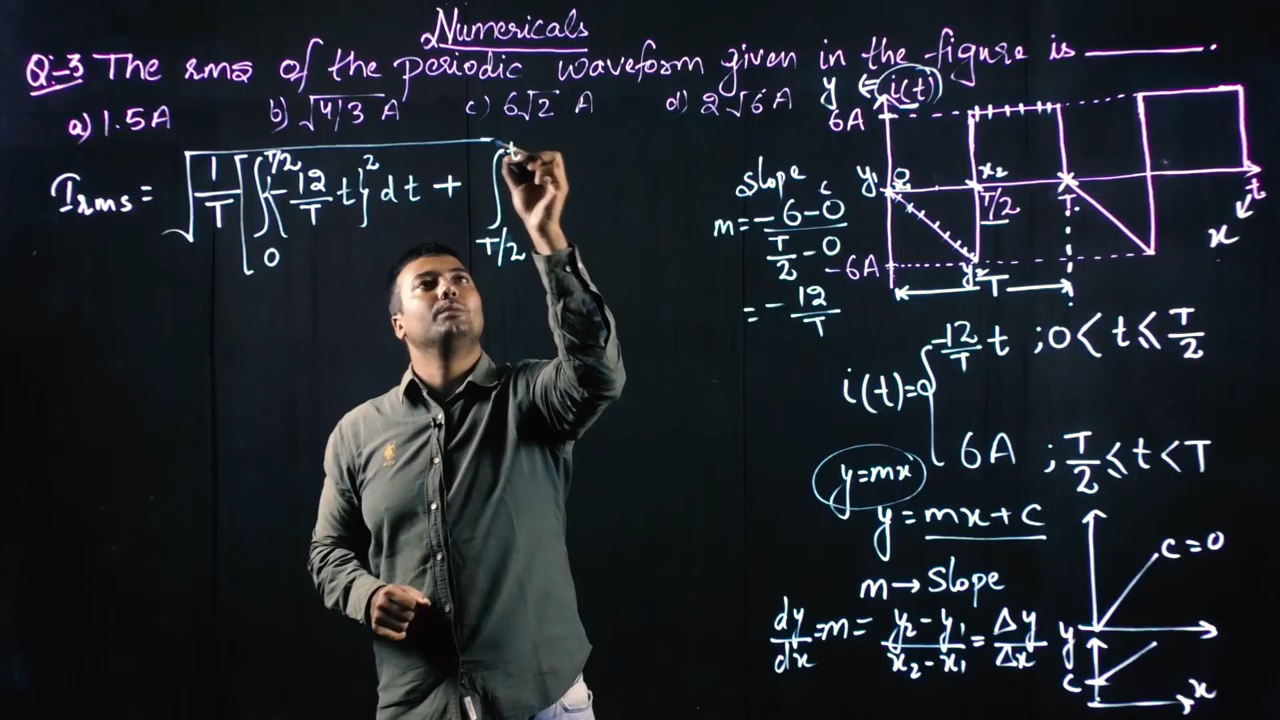 Numericals
Q-3 The rms of the periodic waveform given in the figure is ______.
a) 1.5A b) √4/3 A c) 6√2 A d) 2√6 A
y (= i(t))
6A
y₁ 0 x₂
T/2 T t
x
-6A y₂
T
Irms = √ 1/T [ ∫₀^T/2 { -12/T t }² dt + ∫T/2^t
Slope
m = -6-0 / T/2 - 0
= -12/T
i(t) = { -12/T t ; 0 < t ≤ T/2
6A ; T/2 ≤ t < T
y=mx
y = mx + c
m → Slope
dy/dx = m = y₂-y₁ / x₂-x₁ = Δy/Δx
C=0
y
C
x